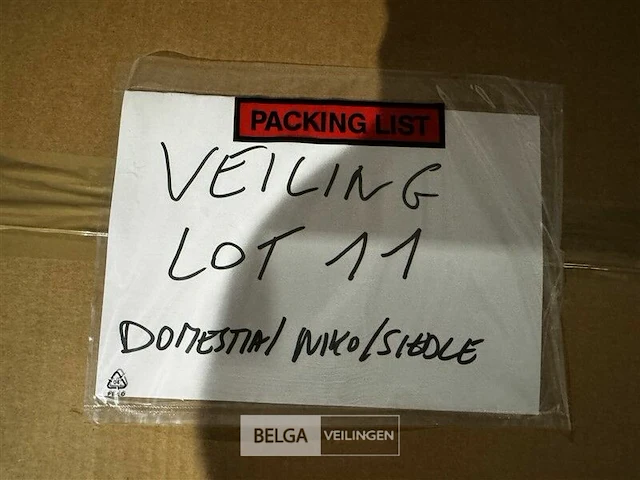 PACKING LIST
VEILING
LOT 11
DOMESTIA/ NIKO/SIEDLE
BELGA VEILINGEN